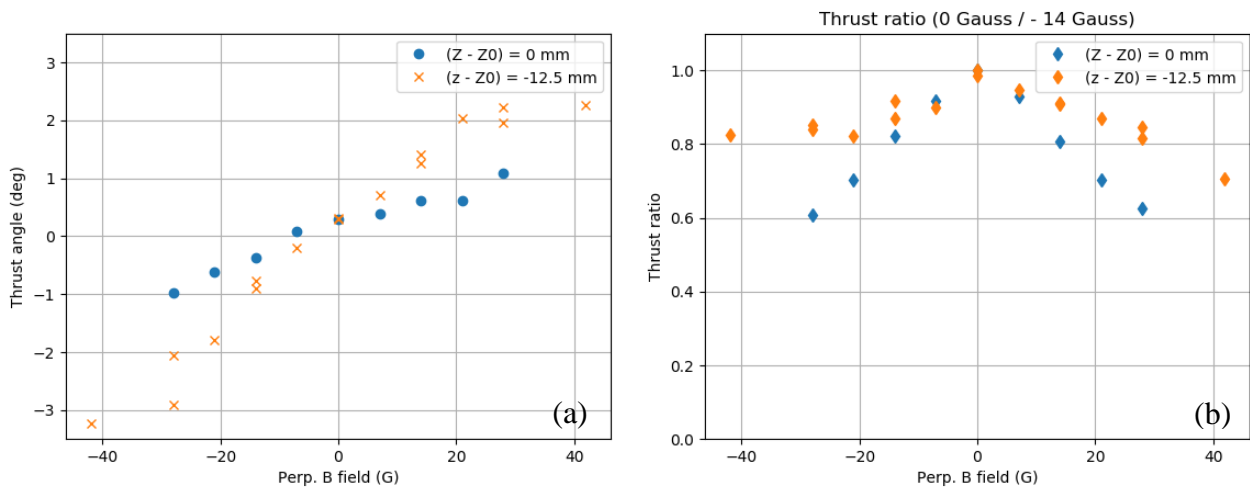 (Z - Z0) = 0 mm
(z - Z0) = -12.5 mm
3
2
1
0
−1
−2
−3
Thrust angle (deg)
−40
−20
0
20
40
Perp. B field (G)
(a)
Thrust ratio (0 Gauss / - 14 Gauss)
(Z - Z0) = 0 mm
(z - Z0) = -12.5 mm
1.0
0.8
0.6
0.4
0.2
0.0
Thrust ratio
−40
−20
0
20
40
Perp. B field (G)
(b)